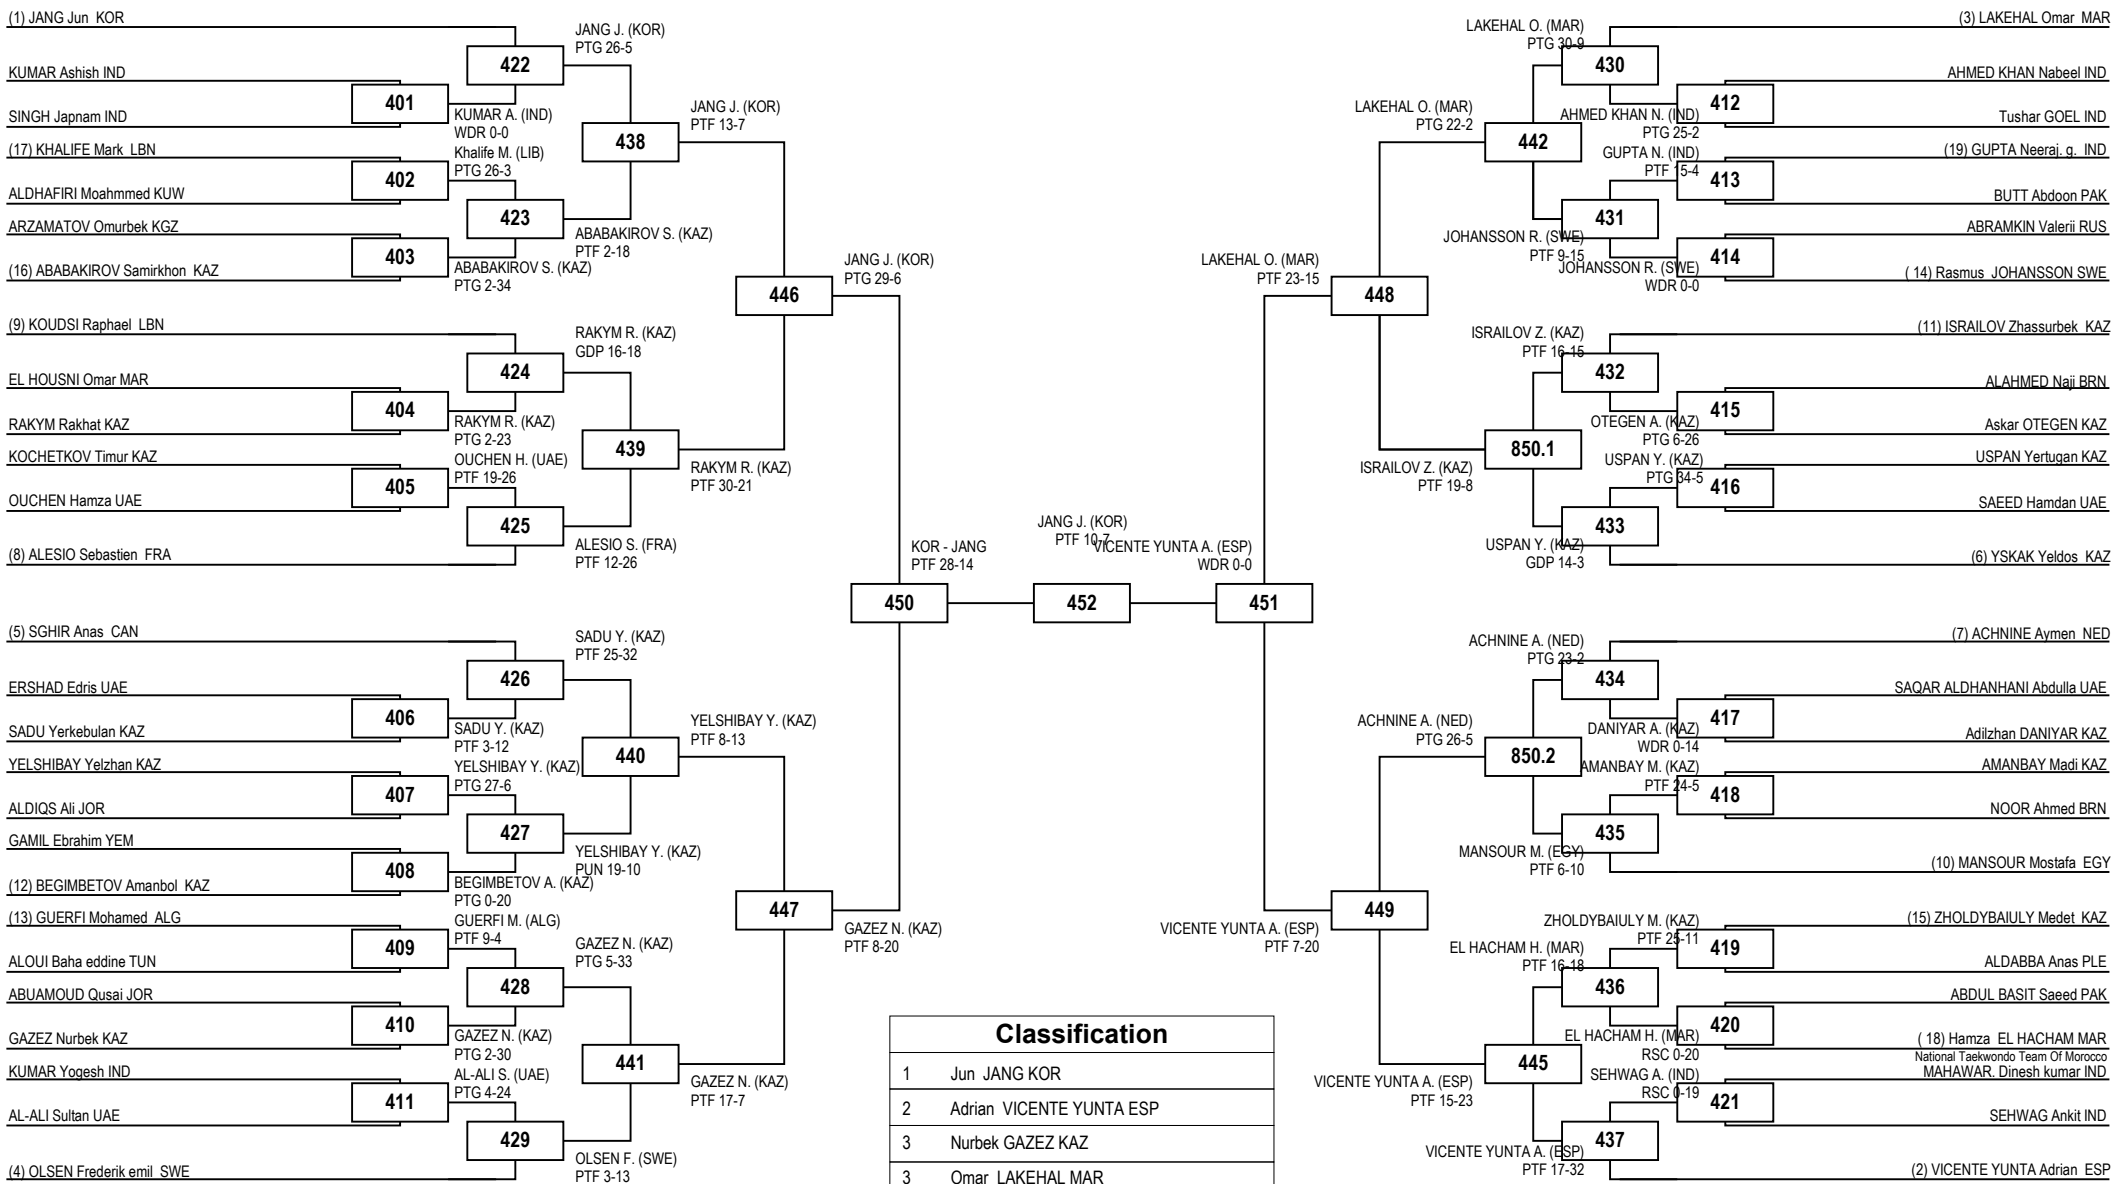 (1) JANG Jun KOR
KUMAR Ashish IND
SINGH Japnam IND
(17) KHALIFE Mark LBN
ALDHAFIRI Moahmmed KUW
ARZAMATOV Omurbek KGZ
(16) ABABAKIROV Samirkhon KAZ
(9) KOUDSI Raphael LBN
EL HOUSNI Omar MAR
RAKYM Rakhat KAZ
KOCHETKOV Timur KAZ
OUCHEN Hamza UAE
(8) ALESIO Sebastien FRA
(5) SGHIR Anas CAN
ERSHAD Edris UAE
SADU Yerkebulan KAZ
YELSHIBAY Yelzhan KAZ
ALDIQS Ali JOR
GAMIL Ebrahim YEM
(12) BEGIMBETOV Amanbol KAZ
(13) GUERFI Mohamed ALG
ALOUI Baha eddine TUN
ABUAMOUD Qusai JOR
GAZEZ Nurbek KAZ
KUMAR Yogesh IND
AL-ALI Sultan UAE
(4) OLSEN Frederik emil SWE
401
402
403
404
405
406
407
408
409
410
411
KUMAR A. (IND)
WDR 0-0
Khalife M. (LIB)
PTG 26-3
ABABAKIROV S. (KAZ)
PTG 2-34
RAKYM R. (KAZ)
PTG 2-23
OUCHEN H. (UAE)
PTF 19-26
SADU Y. (KAZ)
PTF 3-12
YELSHIBAY Y. (KAZ)
PTG 27-6
BEGIMBETOV A. (KAZ)
PTG 0-20
GUERFI M. (ALG)
PTF 9-4
GAZEZ N. (KAZ)
PTG 2-30
AL-ALI S. (UAE)
PTG 4-24
422
423
424
425
426
427
428
429
JANG J. (KOR)
PTG 26-5
ABABAKIROV S. (KAZ)
PTF 2-18
RAKYM R. (KAZ)
GDP 16-18
ALESIO S. (FRA)
PTF 12-26
SADU Y. (KAZ)
PTF 25-32
YELSHIBAY Y. (KAZ)
PUN 19-10
GAZEZ N. (KAZ)
PTG 5-33
OLSEN F. (SWE)
PTF 3-13
438
439
440
441
JANG J. (KOR)
PTF 13-7
RAKYM R. (KAZ)
PTF 30-21
YELSHIBAY Y. (KAZ)
PTF 8-13
GAZEZ N. (KAZ)
PTF 17-7
446
447
JANG J. (KOR)
PTG 29-6
GAZEZ N. (KAZ)
PTF 8-20
450
KOR - JANG
PTF 28-14
452
JANG J. (KOR)
PTF 10-7
451
VICENTE YUNTA A. (ESP)
WDR 0-0
448
449
LAKEHAL O. (MAR)
PTF 23-15
VICENTE YUNTA A. (ESP)
PTF 7-20
442
850.1
850.2
445
LAKEHAL O. (MAR)
PTG 22-2
ISRAILOV Z. (KAZ)
PTF 19-8
ACHNINE A. (NED)
PTG 26-5
VICENTE YUNTA A. (ESP)
PTF 15-23
430
431
432
433
434
435
436
437
LAKEHAL O. (MAR)
PTG 30-9
JOHANSSON R. (SWE)
PTF 9-15
ISRAILOV Z. (KAZ)
PTF 16-15
USPAN Y. (KAZ)
GDP 14-3
ACHNINE A. (NED)
PTG 23-2
MANSOUR M. (EGY)
PTF 6-10
EL HACHAM H. (MAR)
PTF 16-18
VICENTE YUNTA A. (ESP)
PTF 17-32
412
413
414
415
416
417
418
419
420
421
AHMED KHAN N. (IND)
PTG 25-2
GUPTA N. (IND)
PTF 15-4
JOHANSSON R. (SWE)
WDR 0-0
OTEGEN A. (KAZ)
PTG 6-26
USPAN Y. (KAZ)
PTG 34-5
DANIYAR A. (KAZ)
WDR 0-14
AMANBAY M. (KAZ)
PTF 24-5
ZHOLDYBAIULY M. (KAZ)
PTF 25-11
EL HACHAM H. (MAR)
RSC 0-20
SEHWAG A. (IND)
RSC 0-19
(3) LAKEHAL Omar MAR
AHMED KHAN Nabeel IND
Tushar GOEL IND
(19) GUPTA Neeraj. g. IND
BUTT Abdoon PAK
ABRAMKIN Valerii RUS
( 14) Rasmus JOHANSSON SWE
(11) ISRAILOV Zhassurbek KAZ
ALAHMED Naji BRN
Askar OTEGEN KAZ
USPAN Yertugan KAZ
SAEED Hamdan UAE
(6) YSKAK Yeldos KAZ
(7) ACHNINE Aymen NED
SAQAR ALDHANHANI Abdulla UAE
Adilzhan DANIYAR KAZ
AMANBAY Madi KAZ
NOOR Ahmed BRN
(10) MANSOUR Mostafa EGY
(15) ZHOLDYBAIULY Medet KAZ
ALDABBA Anas PLE
ABDUL BASIT Saeed PAK
( 18) Hamza EL HACHAM MAR
National Taekwondo Team Of Morocco
MAHAWAR. Dinesh kumar IND
SEHWAG Ankit IND
(2) VICENTE YUNTA Adrian ESP
Classification
1 Jun JANG KOR
2 Adrian VICENTE YUNTA ESP
3 Nurbek GAZEZ KAZ
3 Omar LAKEHAL MAR